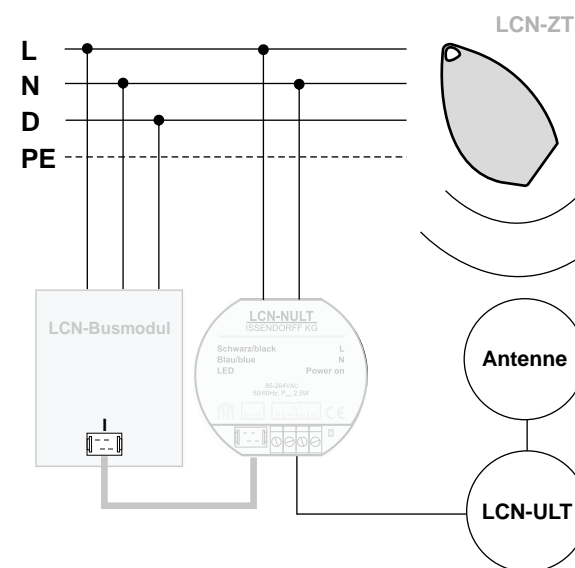 LCN-ZT
L
N
D
PE
LCN-Busmodul
LCN-NULT
ISSENDORFF KG
Schwarz/black L
Blau/blue N
LED Power on
85-264VAC
50/60Hz, P 2,5W
CE
I
Antenne
LCN-ULT